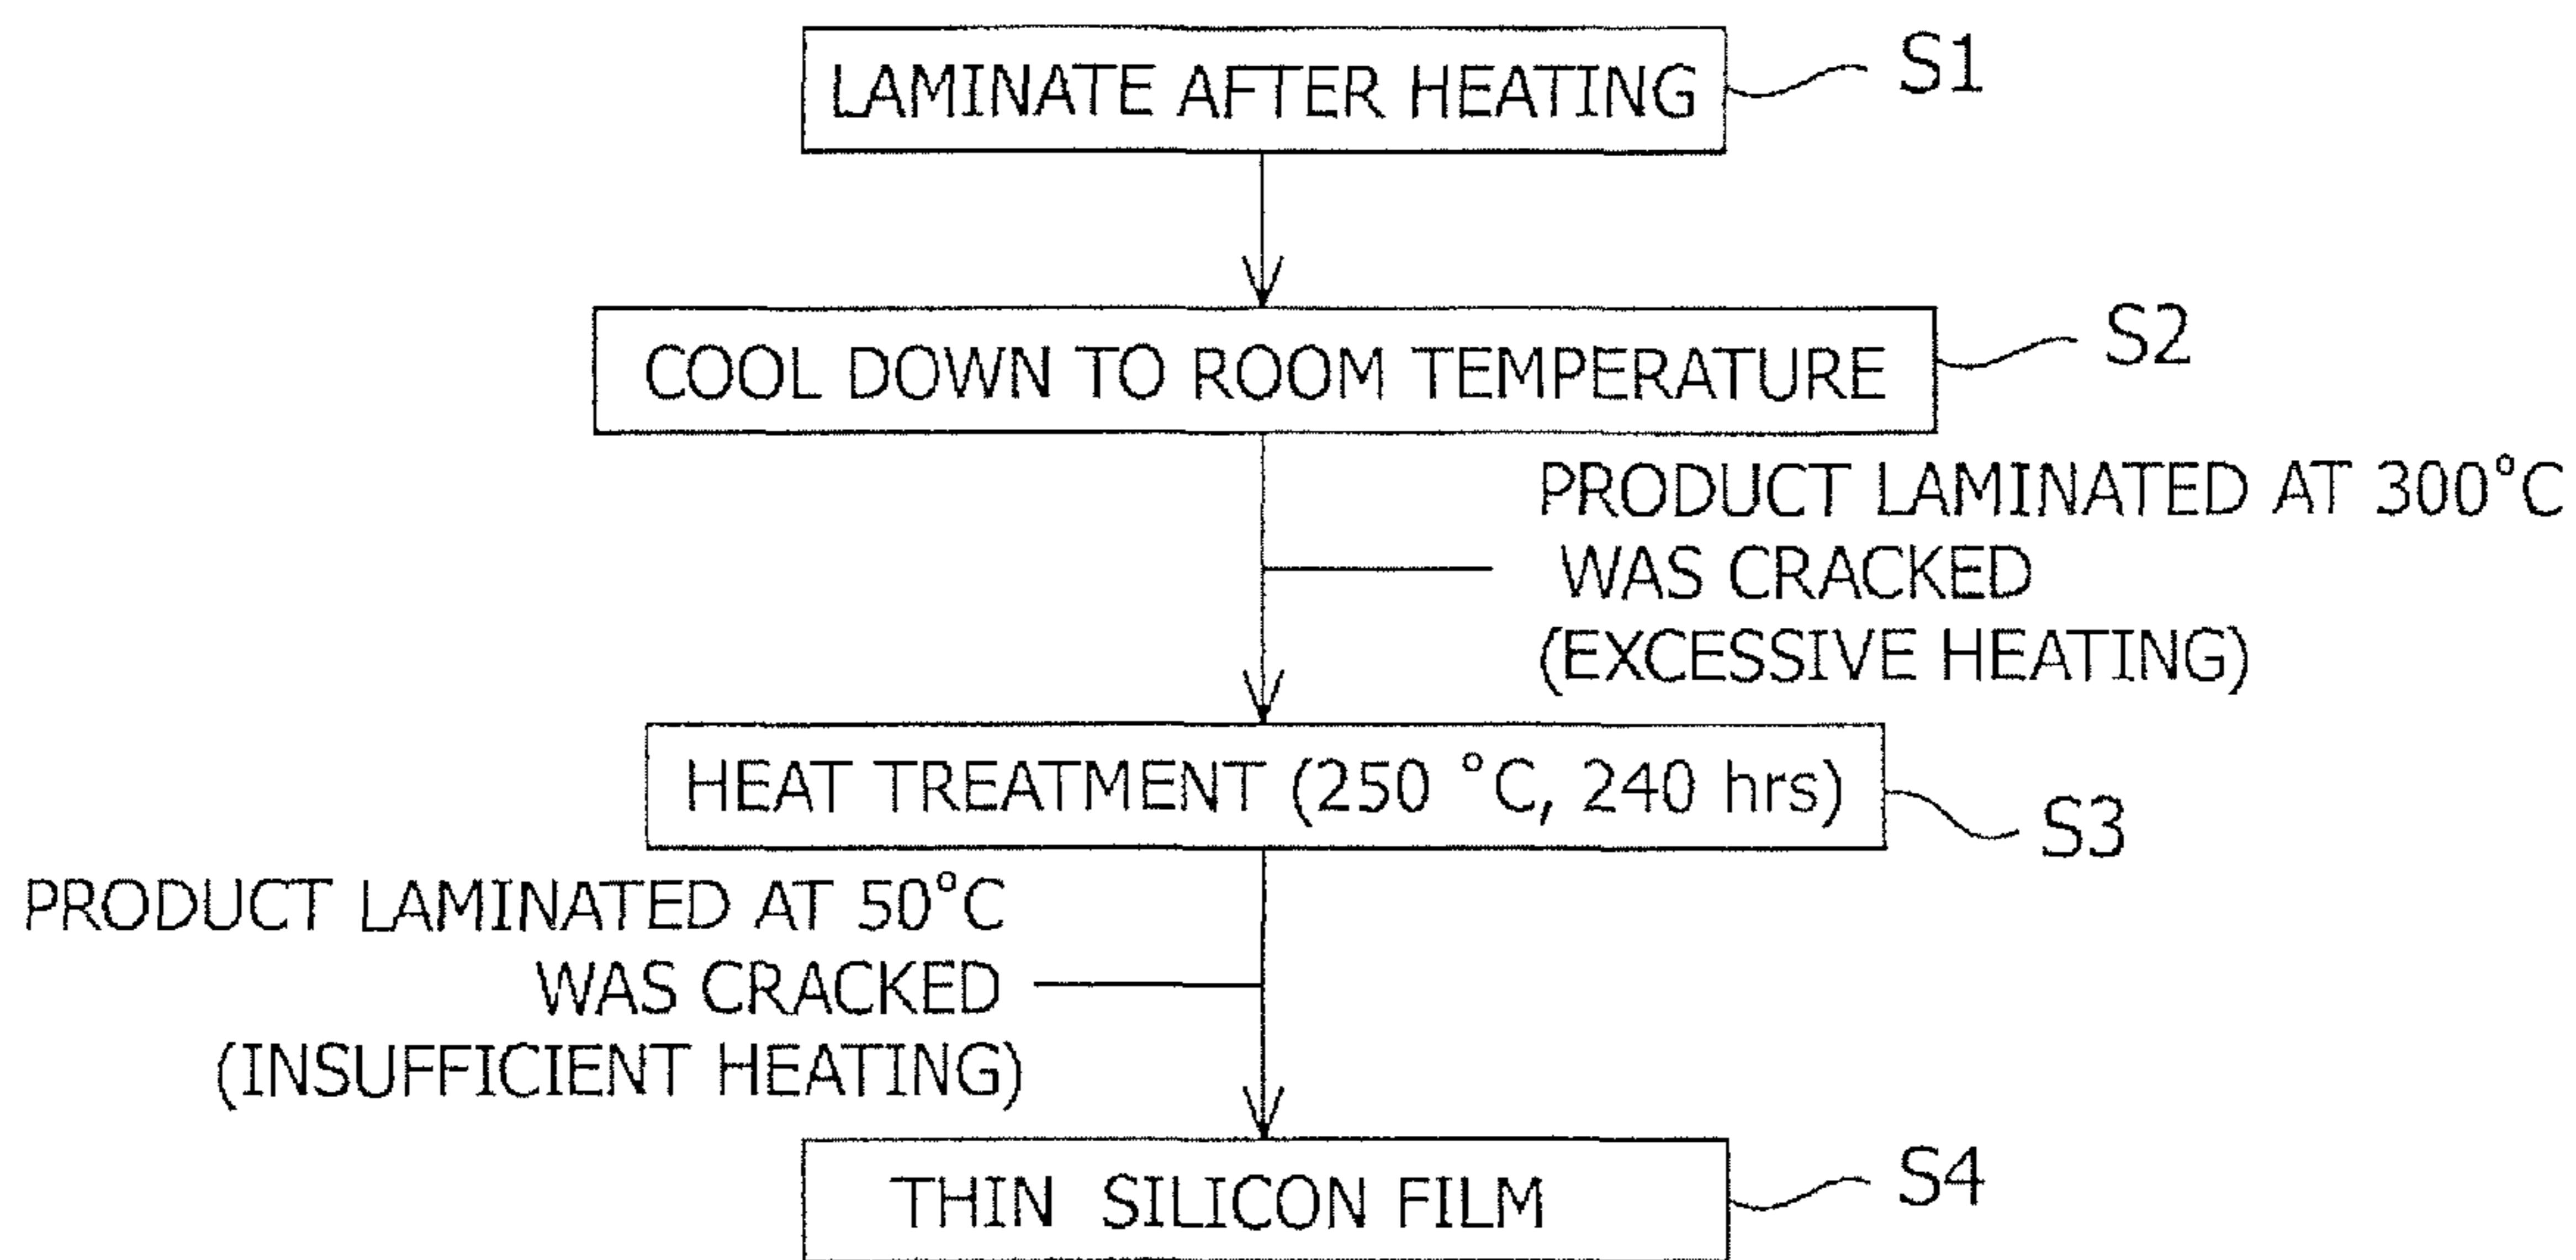 LAMINATE AFTER HEATING
S1
COOL DOWN TO ROOM TEMPERATURE
S2
PRODUCT LAMINATED AT 300°C
WAS CRACKED
(EXCESSIVE HEATING)
HEAT TREATMENT (250 °C, 240 hrs)
S3
PRODUCT LAMINATED AT 50°C
WAS CRACKED
(INSUFFICIENT HEATING)
THIN SILICON FILM
S4